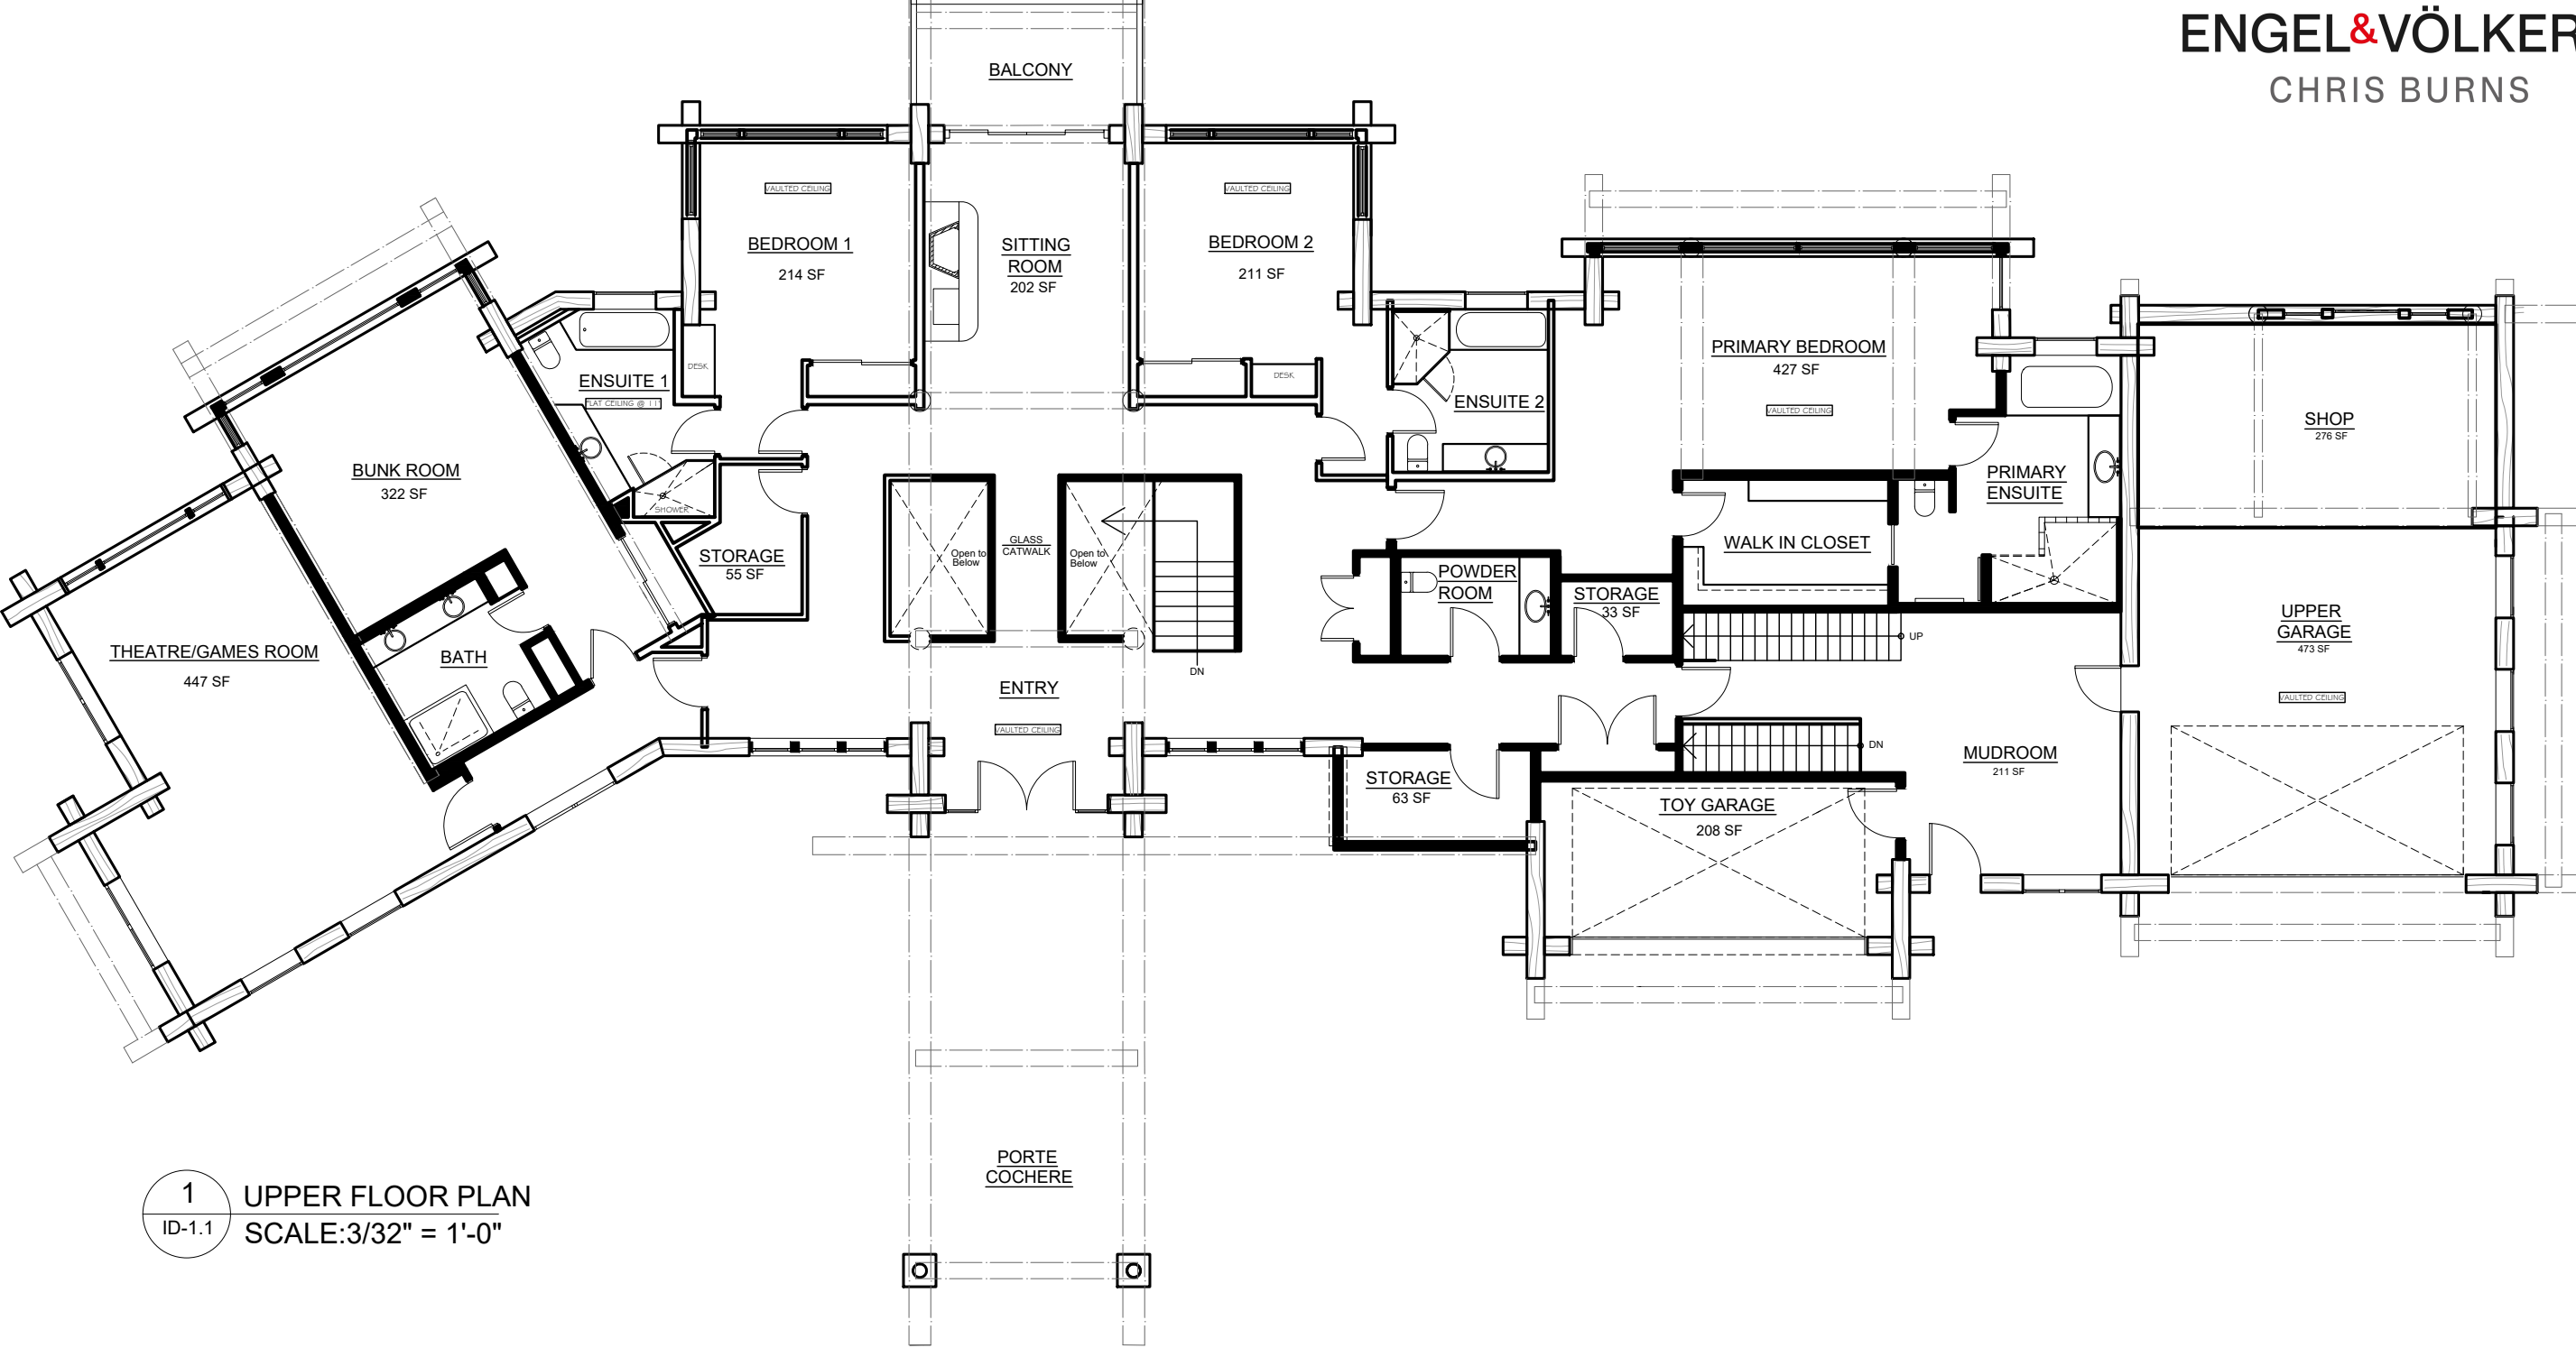 ENGEL&VÖLKER
CHRIS BURNS
BALCONY
VAULTED CEILING
VAULTED CEILING
BEDROOM 1
214 SF
SITTING
ROOM
202 SF
BEDROOM 2
211 SF
DESK
ENSUITE 1
FLAT CEILING @ 11'
DESK
ENSUITE 2
PRIMARY BEDROOM
427 SF
VAULTED CEILING
SHOP
276 SF
BUNK ROOM
322 SF
PRIMARY
ENSUITE
SHOWER
STORAGE
55 SF
Open to
Below
GLASS
CATWALK
Open to
Below
WALK IN CLOSET
POWDER
ROOM
STORAGE
33 SF
UPPER
GARAGE
473 SF
VAULTED CEILING
UP
THEATRE/GAMES ROOM
447 SF
BATH
DN
ENTRY
VAULTED CEILING
DN
MUDROOM
211 SF
STORAGE
63 SF
TOY GARAGE
208 SF
PORTE
COCHERE
1
ID-1.1
UPPER FLOOR PLAN
SCALE:3/32" = 1'-0"